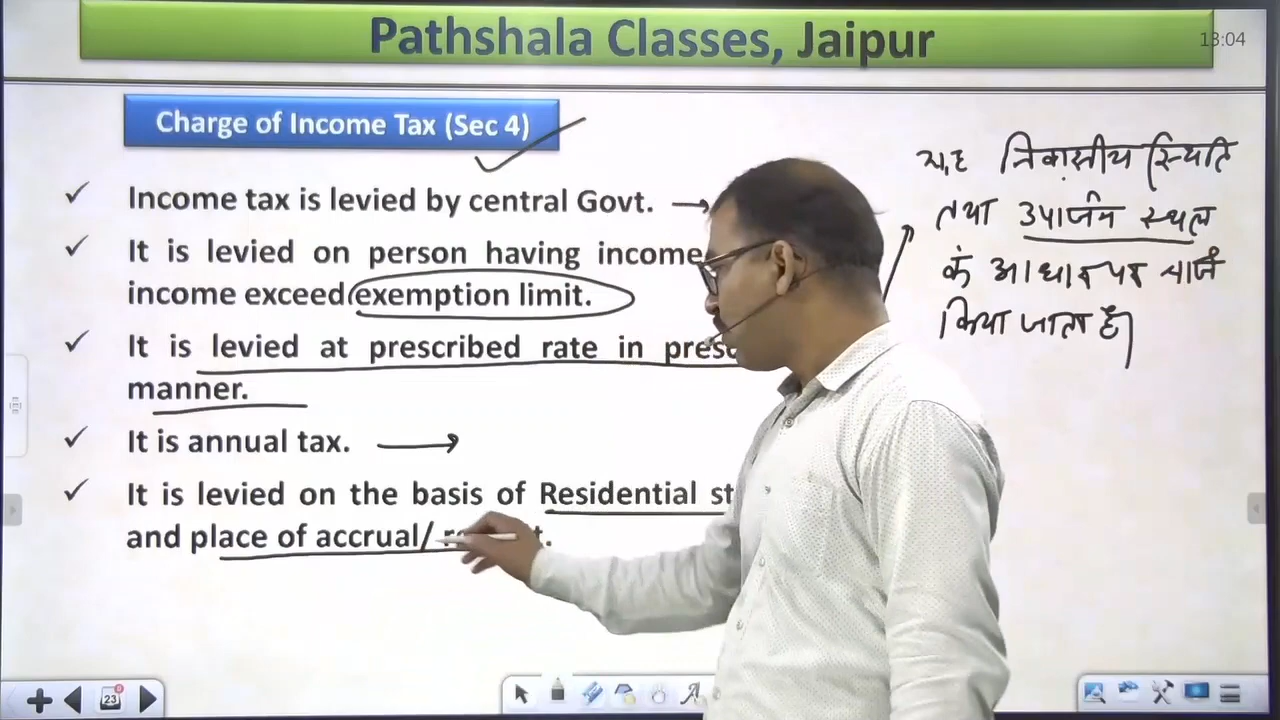 Pathshala Classes, Jaipur
13:04
Charge of Income Tax (Sec 4)
Income tax is levied by central Govt.
It is levied on person having income
income exceed exemption limit.
It is levied at prescribed rate in
manner.
It is annual tax.
It is levied on the basis of Residential
and place of accrual/
यह निवासीय स्थिति
तथा उपार्जन स्थल
के आधार पर चार्ज
किया जाता है।
23